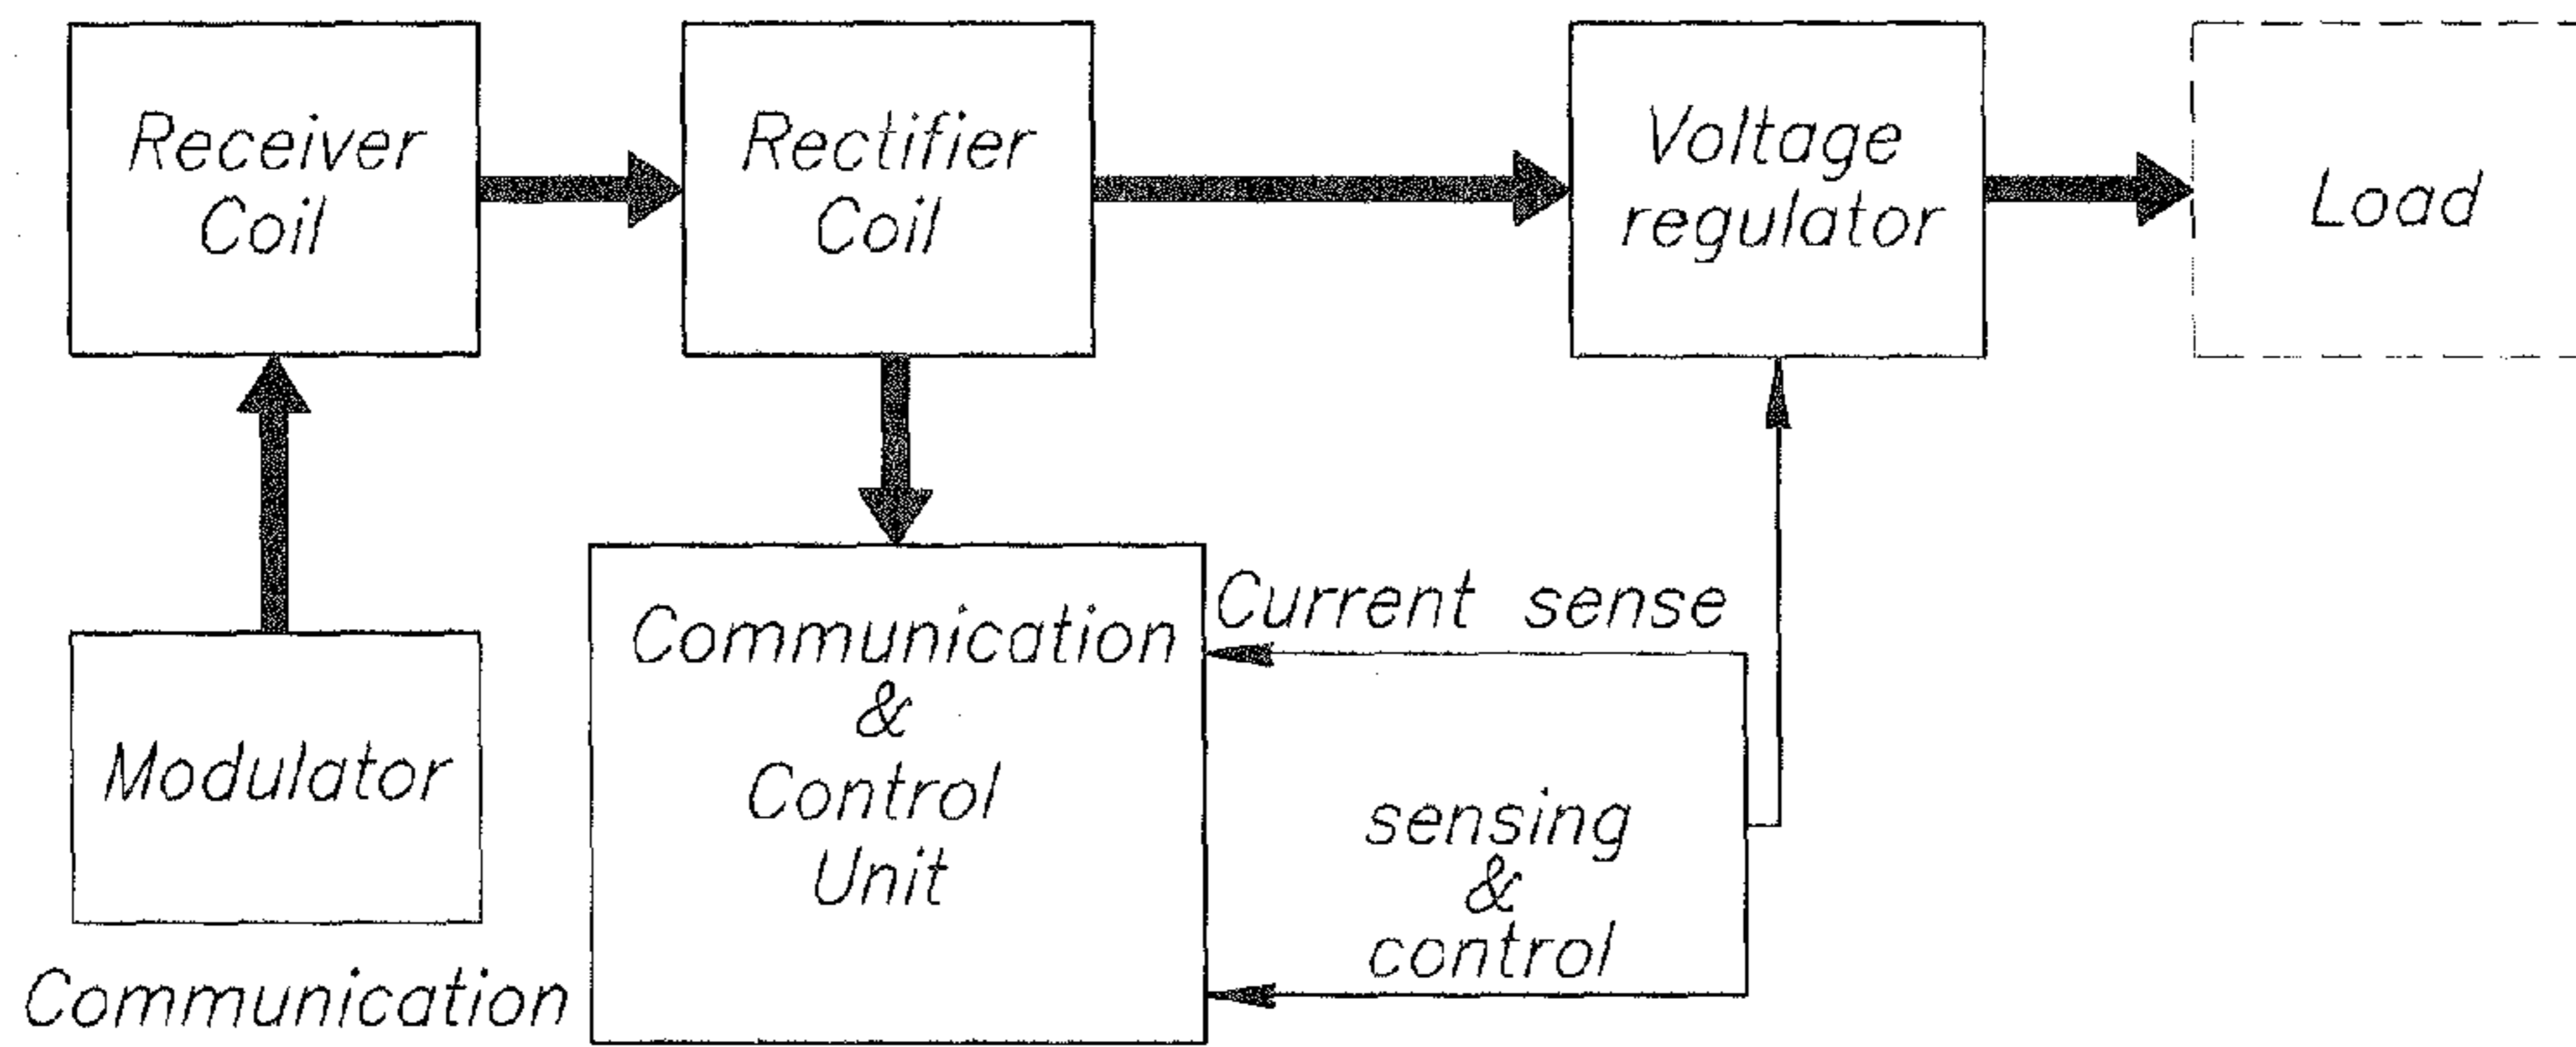 Receiver
Coil
Rectifier
Coil
Voltage
regulator
Load
Modulator
Communication
Communication
&
Control
Unit
Current sense
sensing
&
control